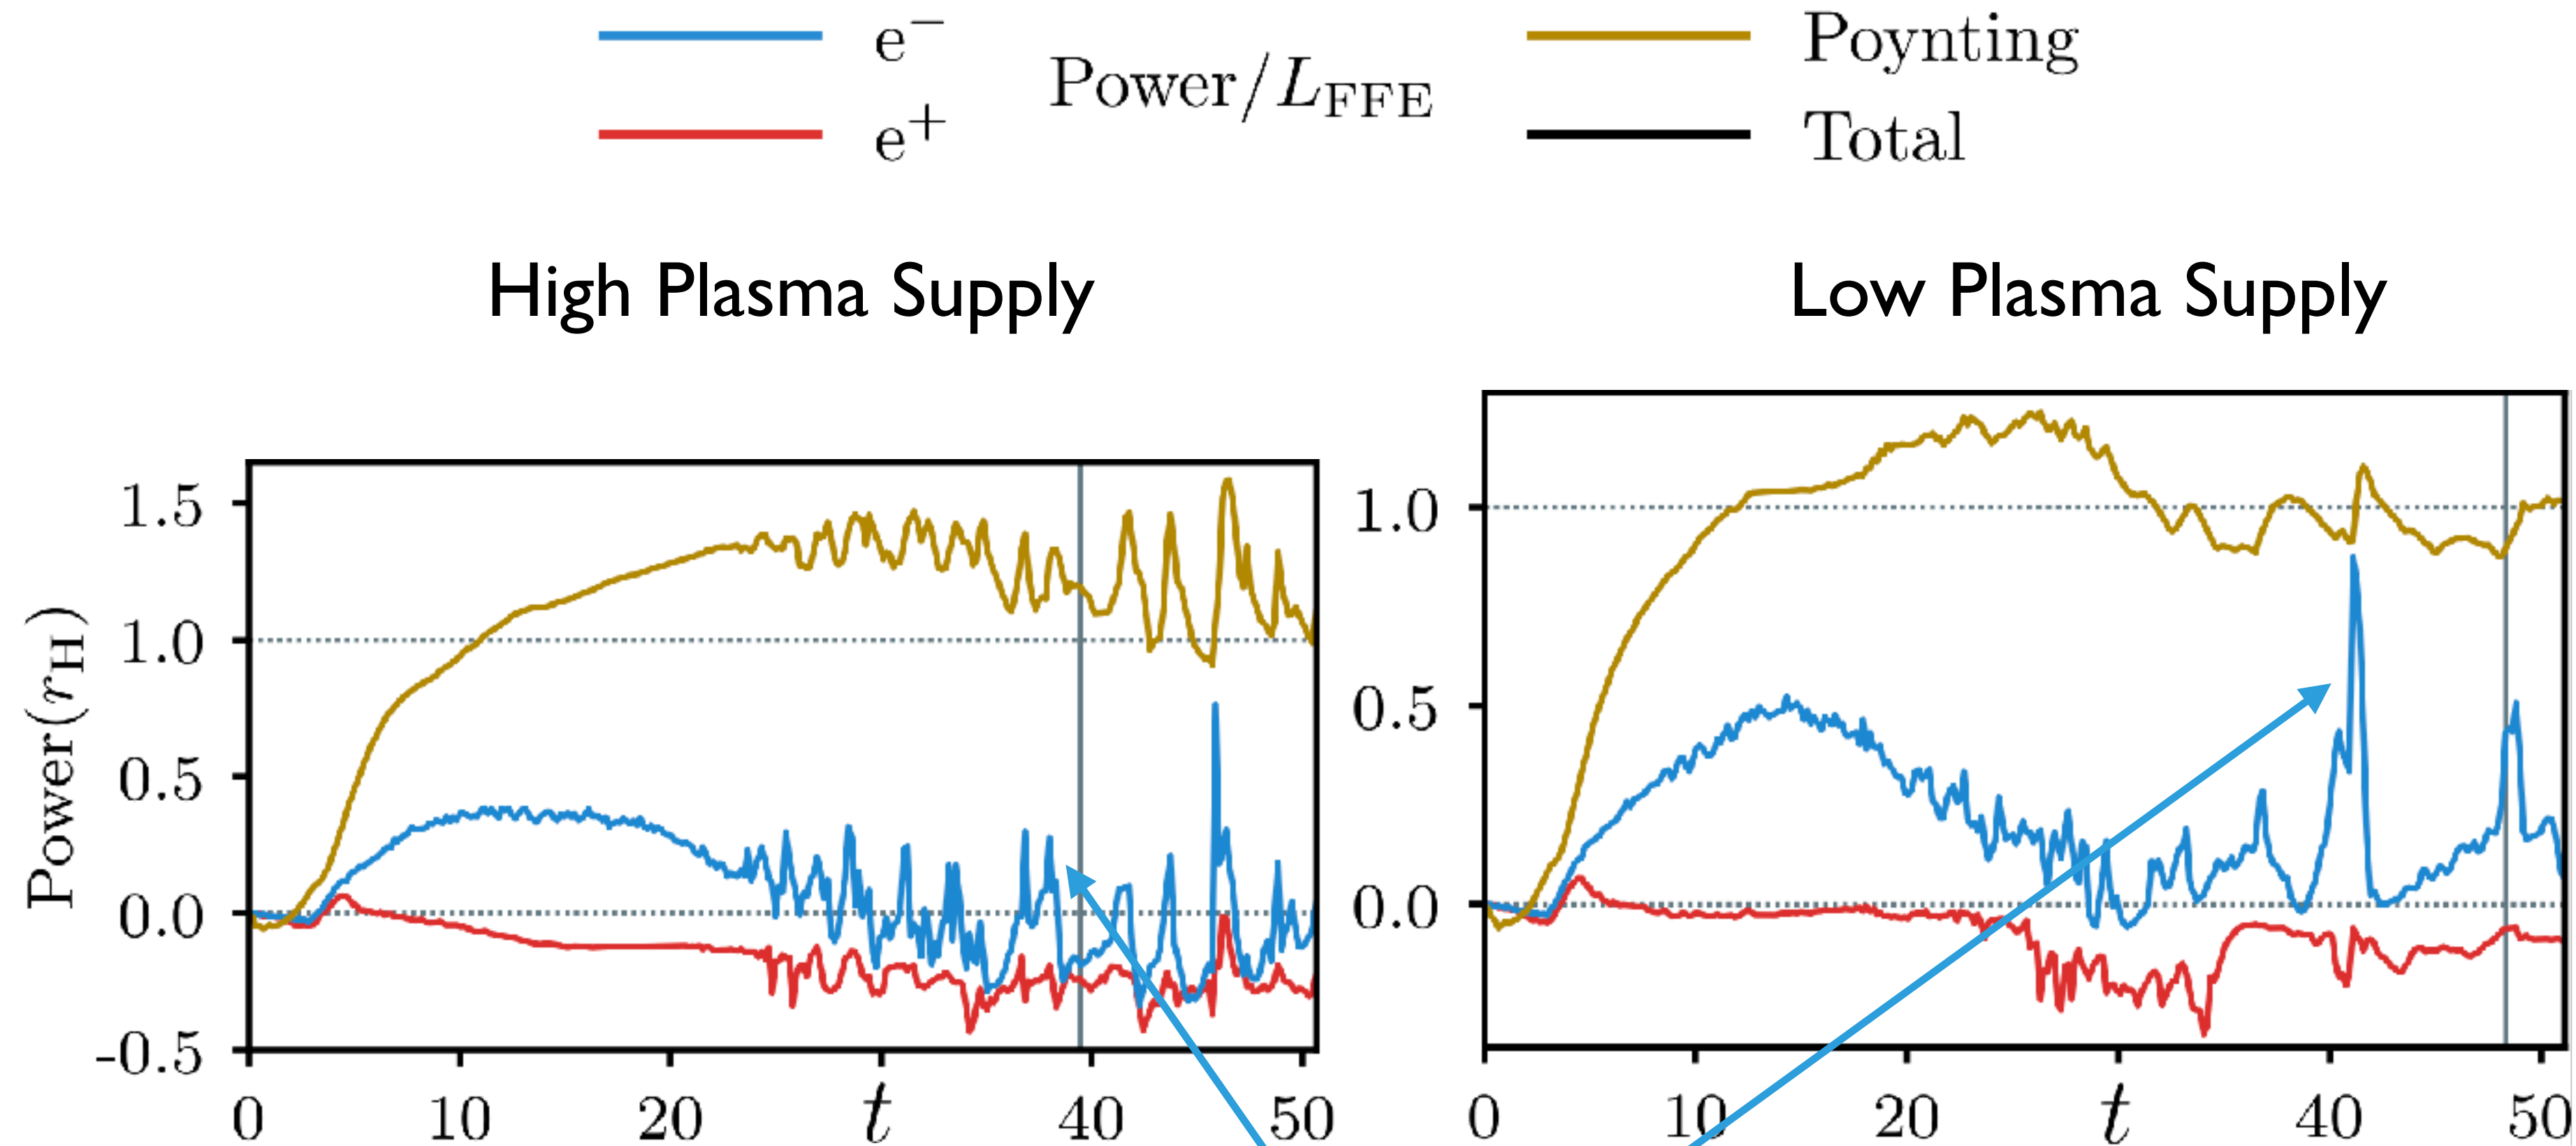 e⁻
e⁺
Power/L_FFE
Poynting
Total
High Plasma Supply
Low Plasma Supply
Power(r_H)
1.5
1.0
0.5
0.0
-0.5
0 10 20 t 40 50
1.0
0.5
0.0
0 10 20 t 40 50